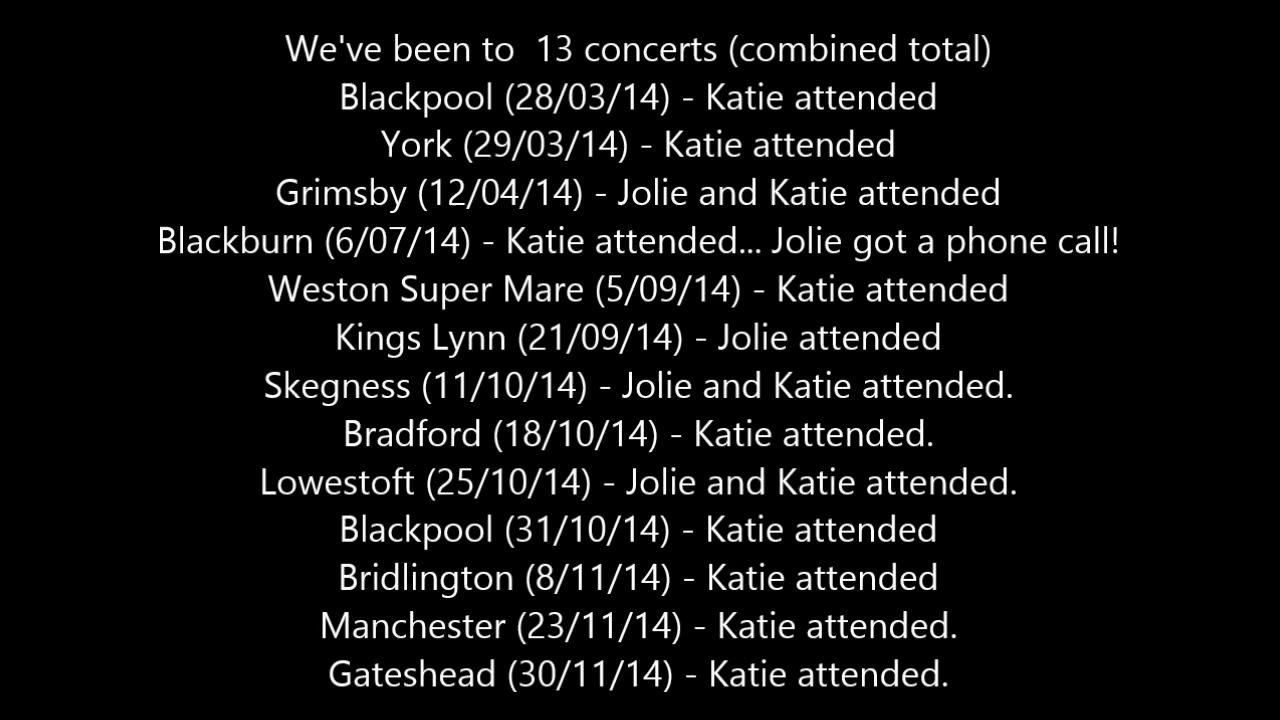 We've been to  13 concerts (combined total)
Blackpool (28/03/14) - Katie attended
York (29/03/14) - Katie attended
Grimsby (12/04/14) - Jolie and Katie attended
Blackburn (6/07/14) - Katie attended... Jolie got a phone call!
Weston Super Mare (5/09/14) - Katie attended
Kings Lynn (21/09/14) - Jolie attended
Skegness (11/10/14) - Jolie and Katie attended.
Bradford (18/10/14) - Katie attended.
Lowestoft (25/10/14) - Jolie and Katie attended.
Blackpool (31/10/14) - Katie attended
Bridlington (8/11/14) - Katie attended
Manchester (23/11/14) - Katie attended.
Gateshead (30/11/14) - Katie attended.